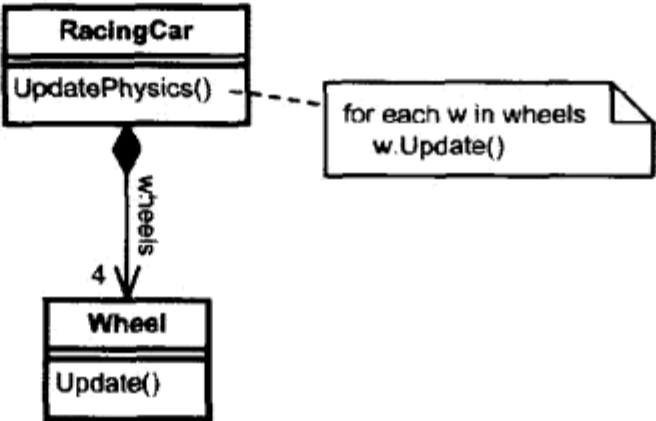 RacingCar
UpdatePhysics()
for each w in wheels
w.Update()
wheels
4
Wheel
Update()